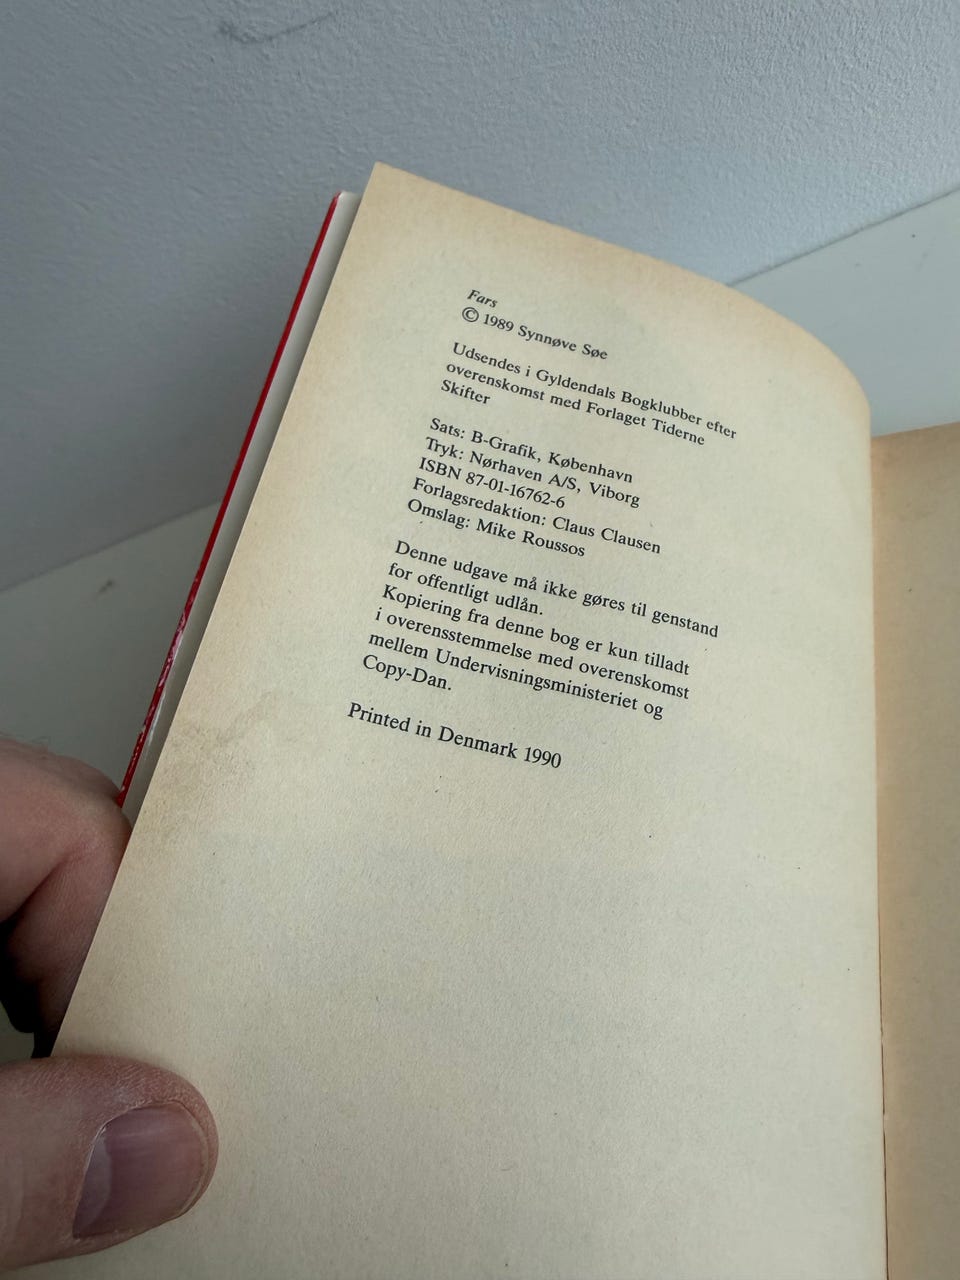 Fars
© 1989 Synnøve Søe
Udsendes i Gyldendals Bogklubber efter
overenskomst med Forlaget Tiderne
Skifter
Sats: B-Grafik, København
Tryk: Nørhaven A/S, Viborg
ISBN 87-01-16762-6
Forlagsredaktion: Claus Clausen
Omslag: Mike Roussos
Denne udgave må ikke gøres til genstand
for offentligt udlån.
Kopiering fra denne bog er kun tilladt
i overensstemmelse med overenskomst
mellem Undervisningsministeriet og
Copy-Dan.
Printed in Denmark 1990